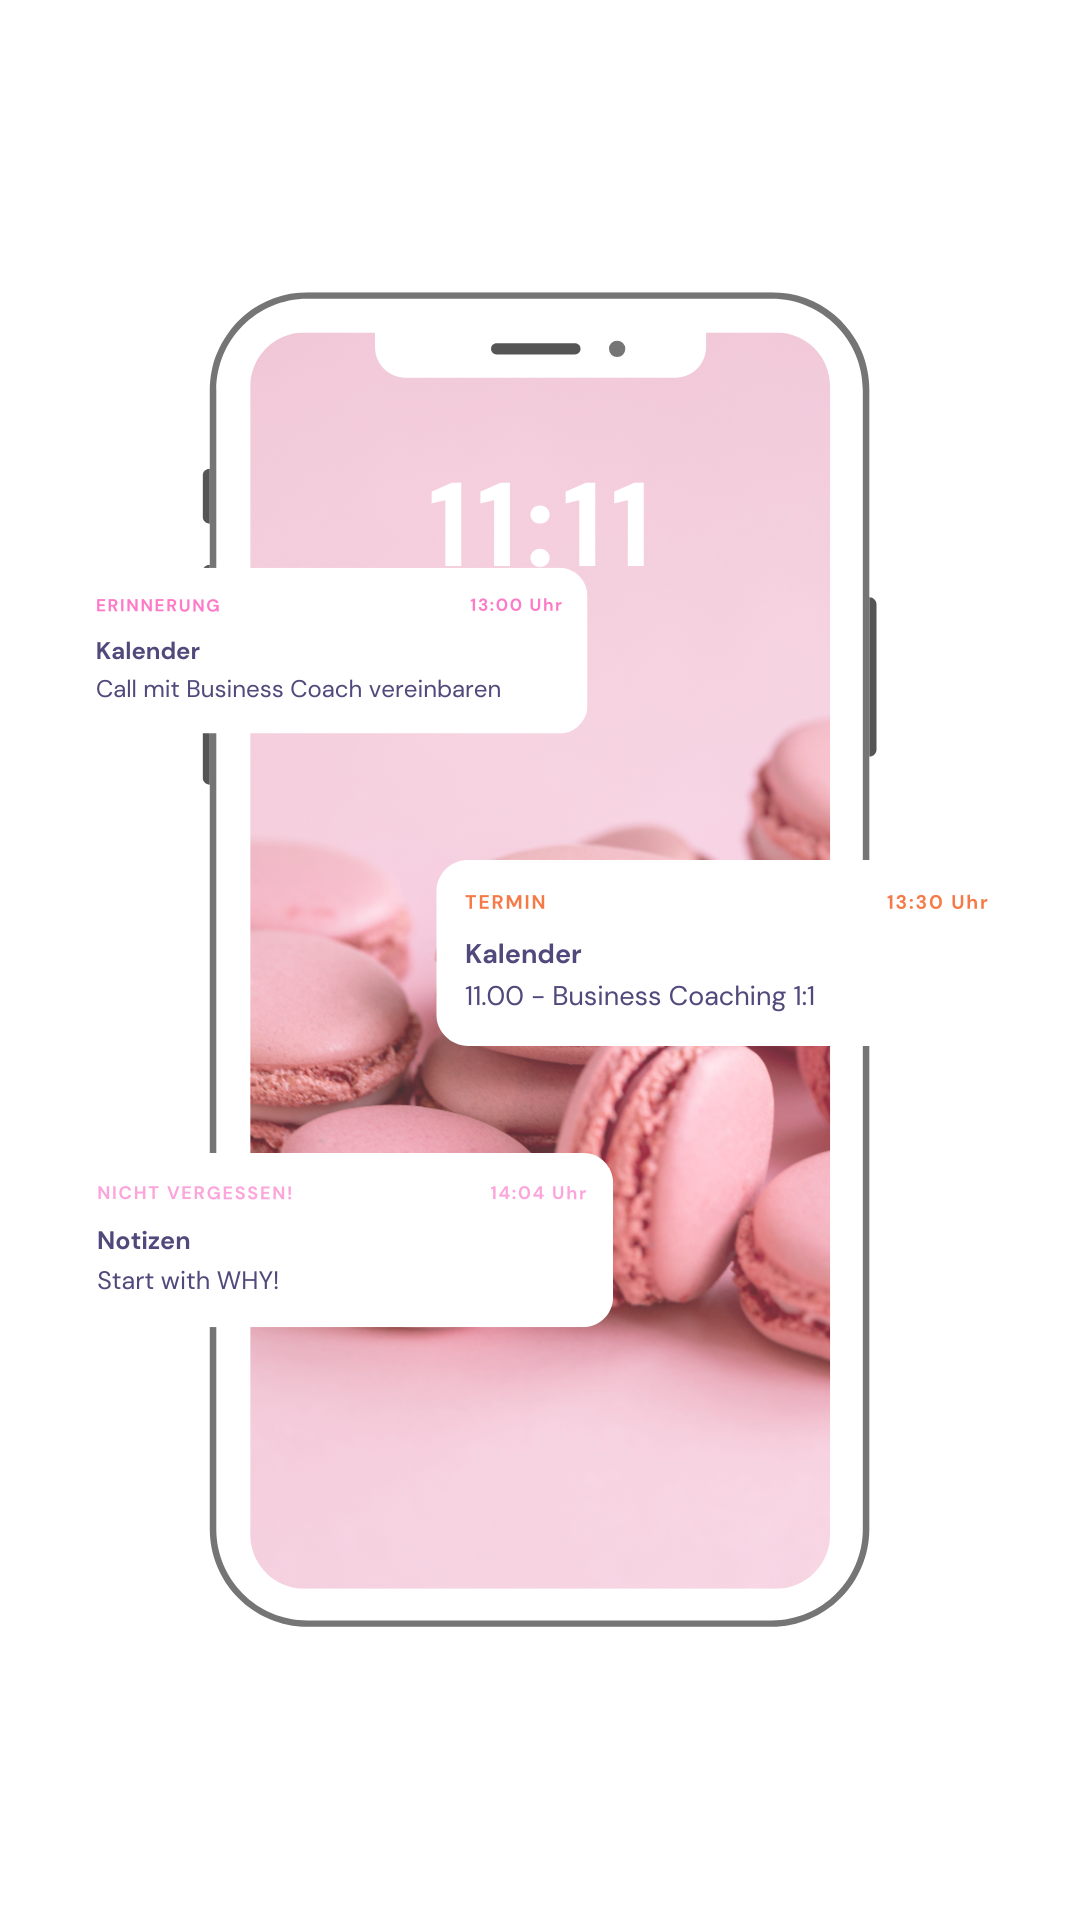 11:11
ERINNERUNG 13:00 Uhr
Kalender
Call mit Business Coach vereinbaren
TERMIN 13:30 Uhr
Kalender
11.00 - Business Coaching 1:1
NICHT VERGESSEN! 14:04 Uhr
Notizen
Start with WHY!